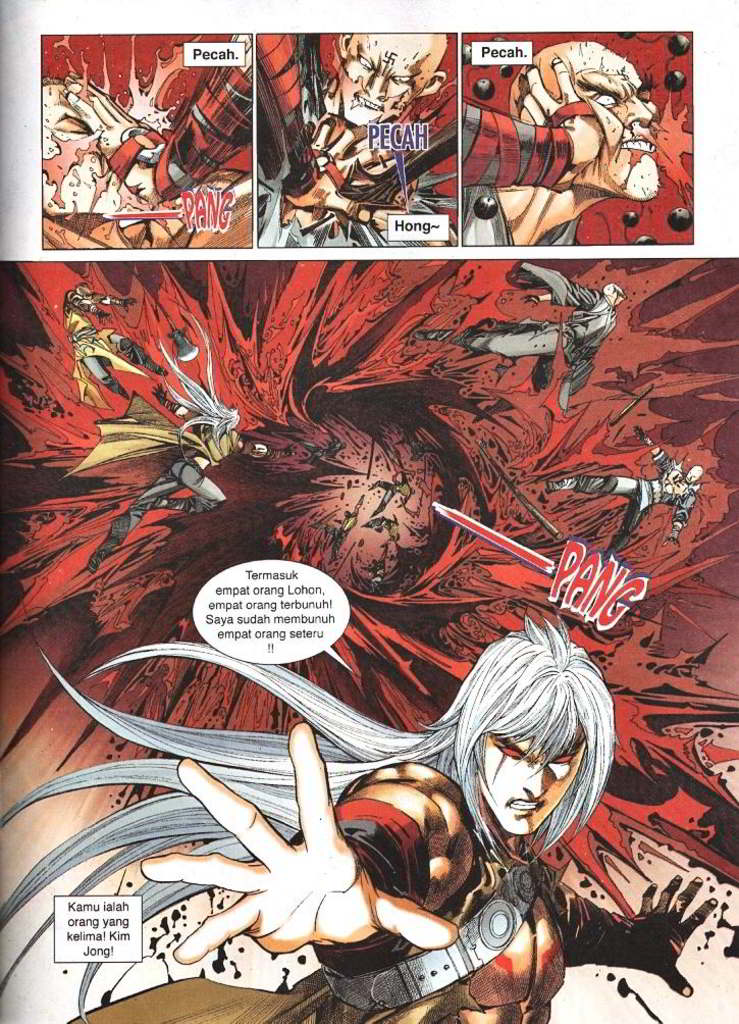 Pecah.
PANG
PECAH
Hong~
Pecah.
PANG
Termasuk
empat orang Lohon,
empat orang terbunuh!
Saya sudah membunuh
empat orang seteru
!!
Kamu ialah
orang yang
kelima! Kim
Jong!